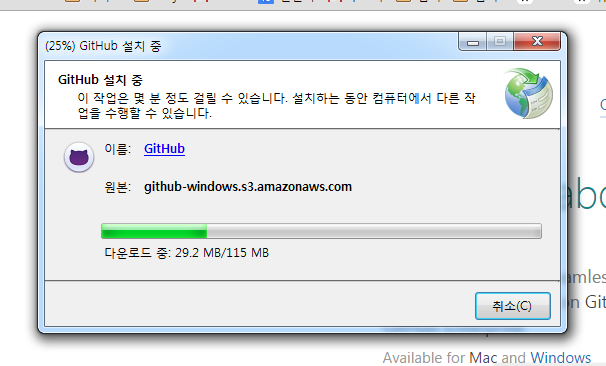 (25%) GitHub 설치 중
GitHub 설치 중
이 작업은 몇 분 정도 걸릴 수 있습니다. 설치하는 동안 컴퓨터에서 다른 작
업을 수행할 수 있습니다.
이름: GitHub
원본: github-windows.s3.amazonaws.com
다운로드 중: 29.2 MB/115 MB
취소(C)
Available for Mac and Windows